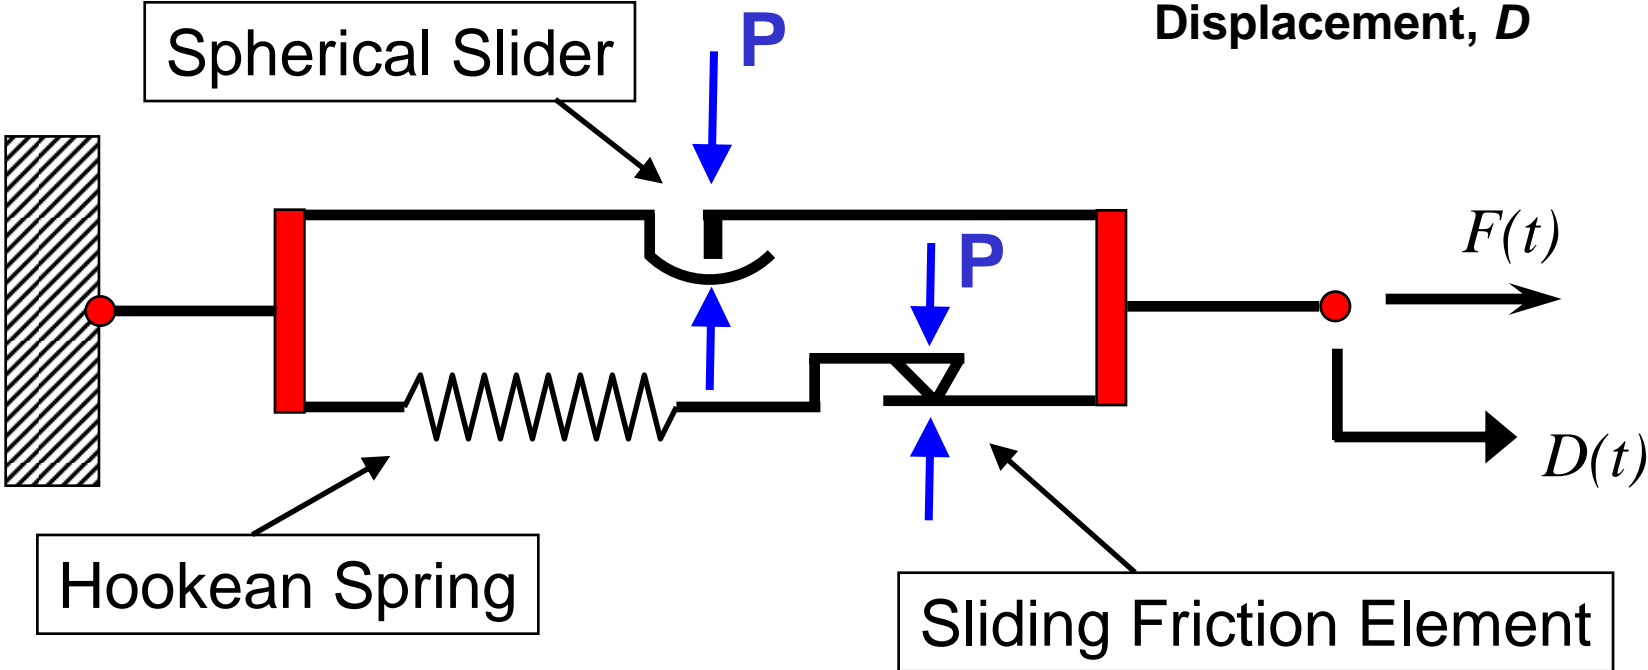 Displacement, D
Spherical Slider
P
F(t)
P
D(t)
Hookean Spring
Sliding Friction Element